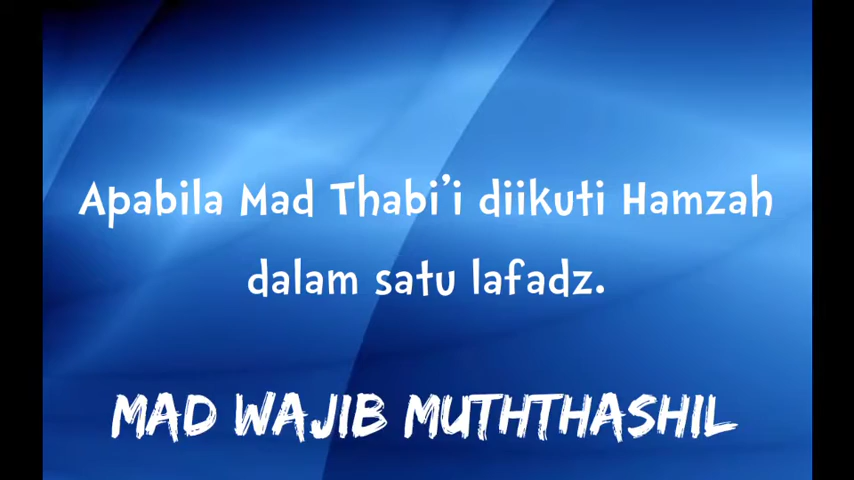 Apabila Mad Thabi'i diikuti Hamzah
dalam satu lafadz.
MAD WAJIB MUTHTHASHIL